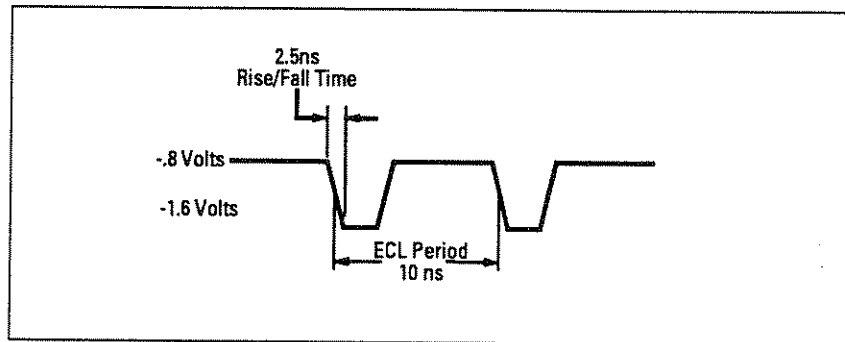 2.5ns
Rise/Fall Time
-.8 Volts
-1.6 Volts
ECL Period
10 ns